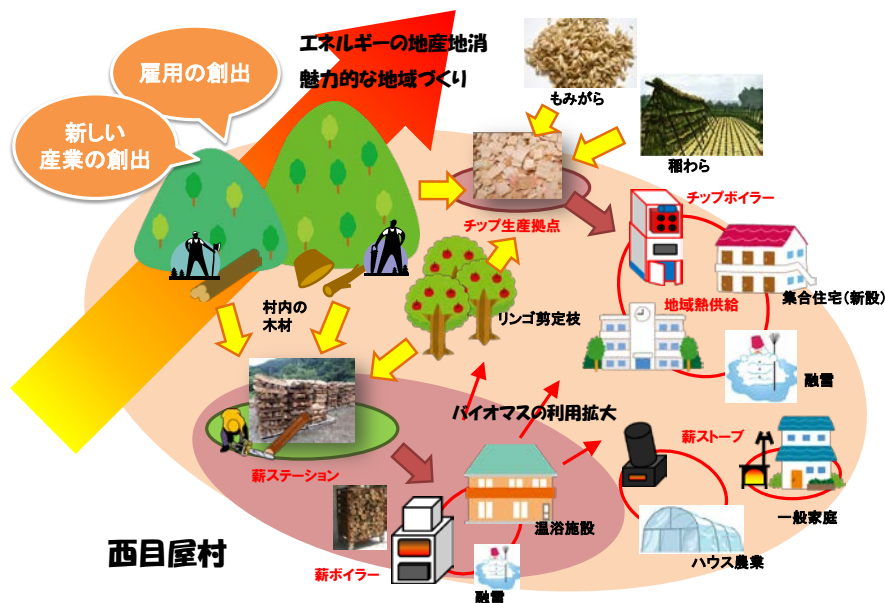 エネルギーの地産地消
魅力的な地域づくり
雇用の創出
新しい
産業の創出
もみがら
稲わら
チップ生産拠点
チップボイラー
集合住宅(新設)
地域熱供給
融雪
村内の
木材
リンゴ剪定枝
バイオマスの利用拡大
薪ステーション
薪ストーブ
一般家庭
温浴施設
ハウス農業
西目屋村
薪ボイラー
融雪